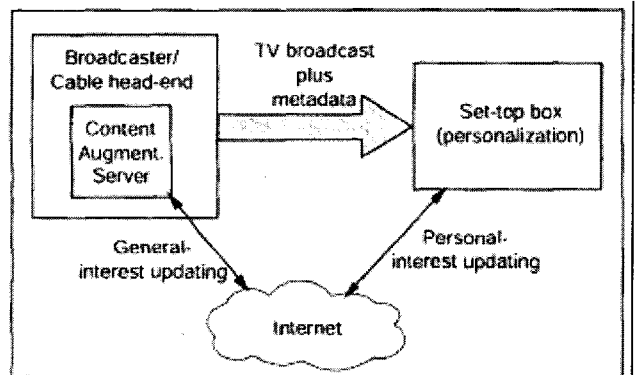 Broadcaster/
Cable head-end
Content
Augment.
Server
TV broadcast
plus
metadata
Set-top box
(personalization)
General-
interest updating
Personal-
interest updating
Internet